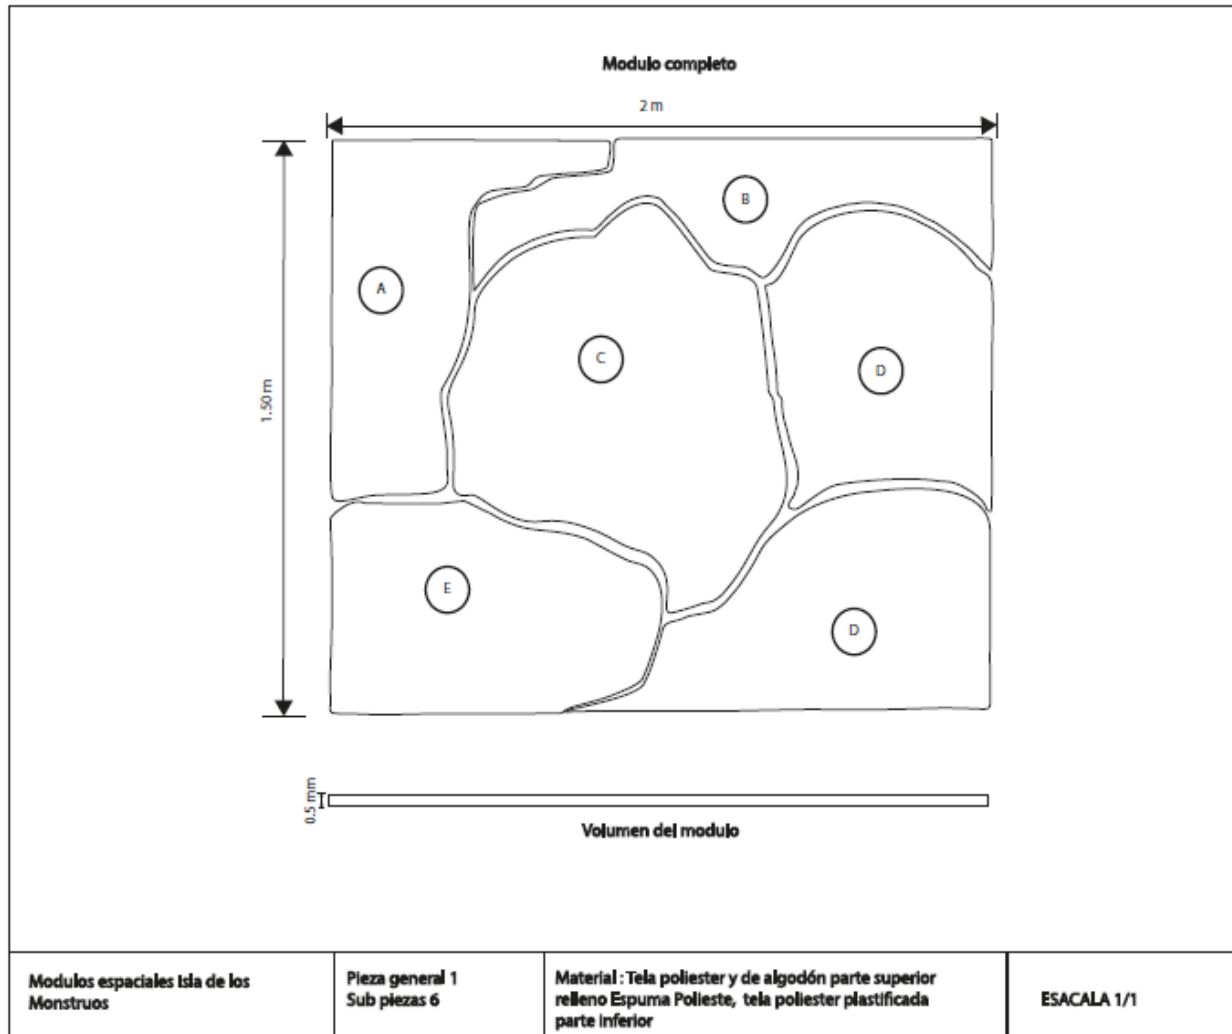 Modulo completo
2 m
B
A
C
D
1.50 m
E
D
0.5 mm
Volumen del modulo
Modulos espaciales Isla de los
Monstruos
Pieza general 1
Sub piezas 6
Material : Tela poliester y de algodón parte superior
relleno Espuma Polieste, tela poliester plastificada
parte inferior
ESACALA 1/1